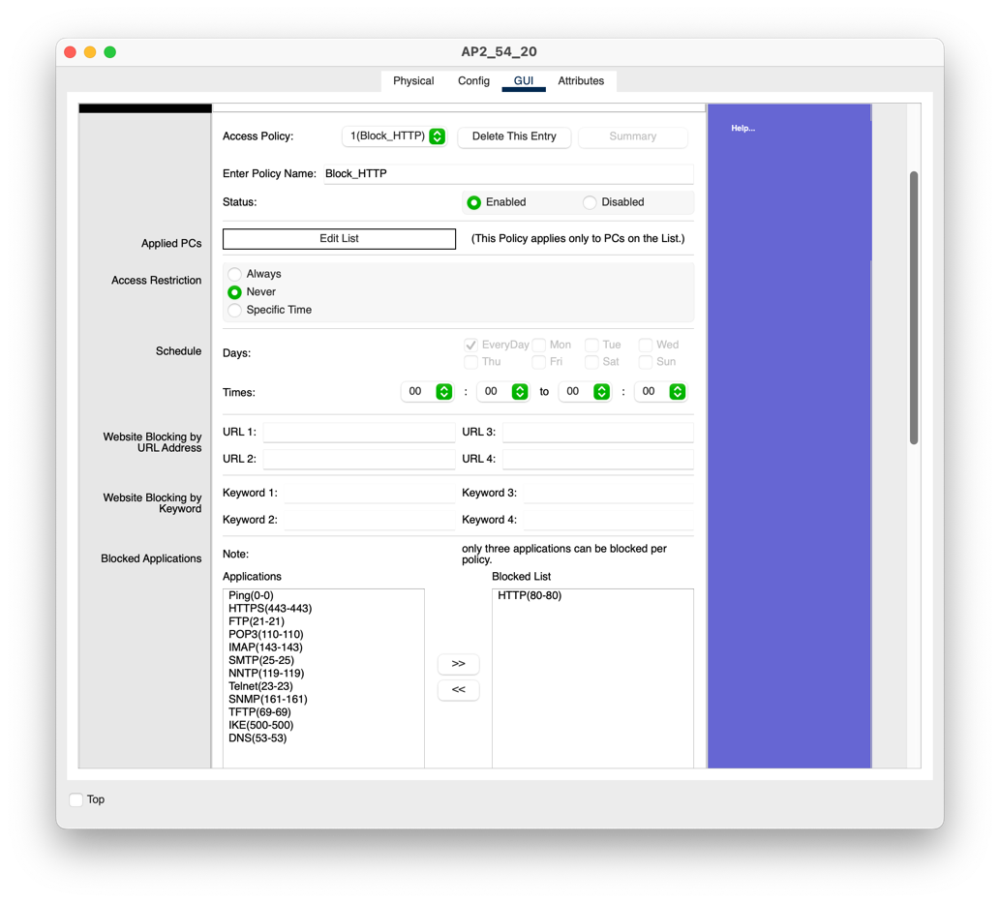 AP2_54_20
Physical Config GUI Attributes
Help...
Access Policy: 1(Block_HTTP) Delete This Entry Summary
Enter Policy Name: Block_HTTP
Status: Enabled Disabled
Applied PCs Edit List (This Policy applies only to PCs on the List.)
Access Restriction Always
Never
Specific Time
Schedule Days: EveryDay Mon Tue Wed
Thu Fri Sat Sun
Times: 00 : 00 to 00 : 00
Website Blocking by
URL Address
URL 1: URL 3:
URL 2: URL 4:
Website Blocking by
Keyword
Keyword 1: Keyword 3:
Keyword 2: Keyword 4:
Blocked Applications
Note: only three applications can be blocked per
policy.
Applications Blocked List
Ping(0-0) HTTP(80-80)
HTTPS(443-443)
FTP(21-21)
POP3(110-110)
IMAP(143-143)
SMTP(25-25)
NNTP(119-119)
Telnet(23-23)
SNMP(161-161)
TFTP(69-69)
IKE(500-500)
DNS(53-53)
>>
<<
Top